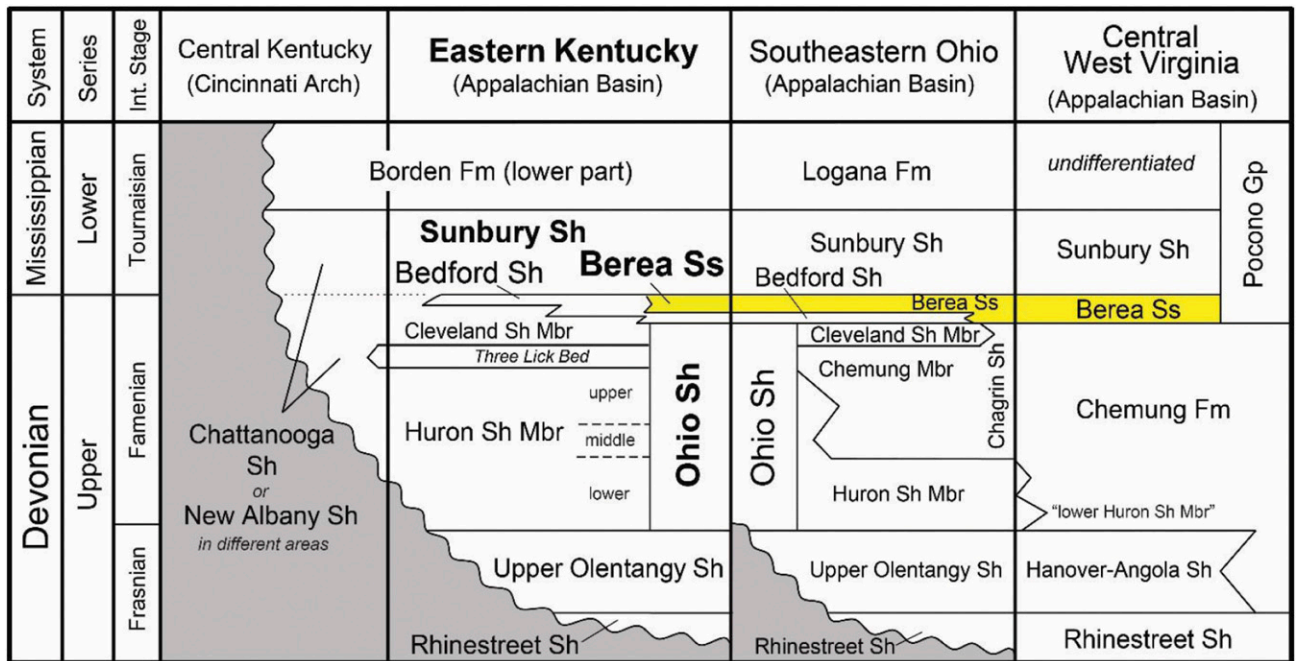 System
Series
Int. Stage
Central Kentucky
(Cincinnati Arch)
Eastern Kentucky
(Appalachian Basin)
Southeastern Ohio
(Appalachian Basin)
Central
West Virginia
(Appalachian Basin)
Mississippian
Lower
Tournaisian
Borden Fm (lower part)
Logana Fm
undifferentiated
Pocono Gp
Sunbury Sh
Sunbury Sh
Sunbury Sh
Bedford Sh
Berea Ss
Bedford Sh
Berea Ss
Berea Ss
Devonian
Upper
Famenian
Frasnian
Cleveland Sh Mbr
Three Lick Bed
Huron Sh Mbr
upper
middle
lower
Ohio Sh
Ohio Sh
Cleveland Sh Mbr
Chemung Mbr
Chagrin Sh
Huron Sh Mbr
Chemung Fm
"lower Huron Sh Mbr"
Chattanooga
Sh
or
New Albany Sh
in different areas
Upper Olentangy Sh
Upper Olentangy Sh
Hanover-Angola Sh
Rhinestreet Sh
Rhinestreet Sh
Rhinestreet Sh